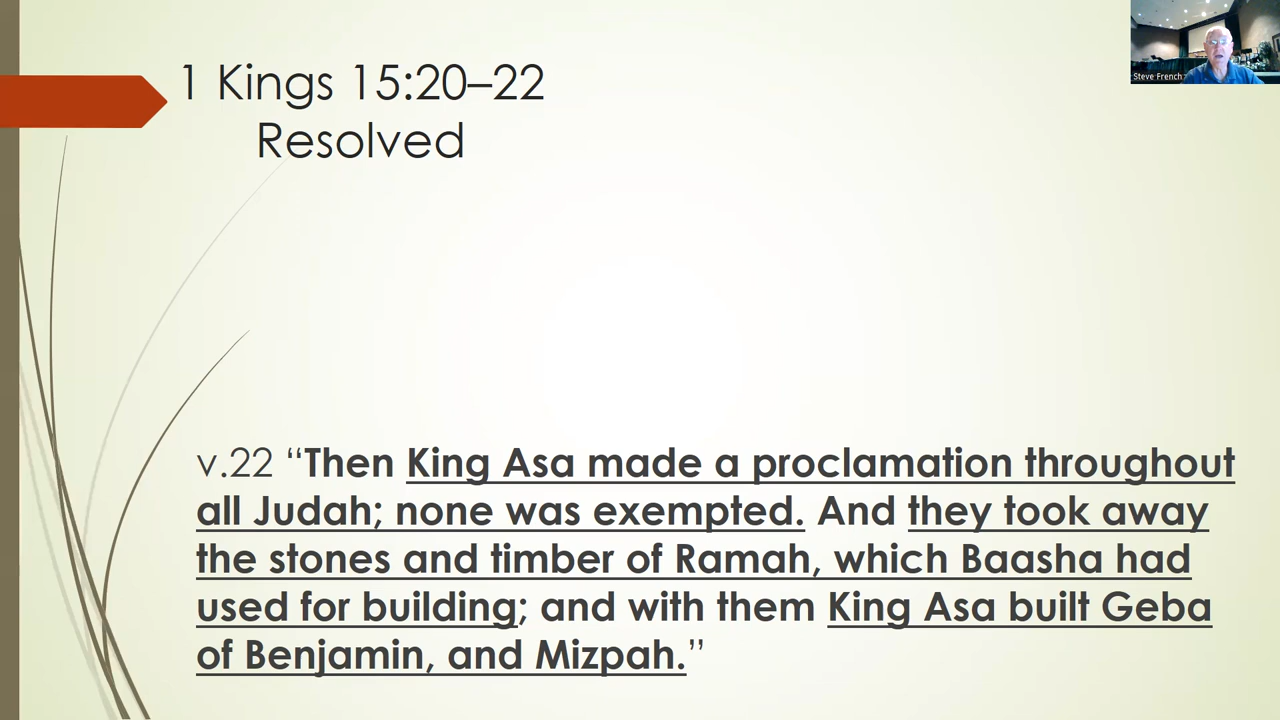 1 Kings 15:20–22
Resolved
Steve French
v.22 “Then King Asa made a proclamation throughout
all Judah; none was exempted. And they took away
the stones and timber of Ramah, which Baasha had
used for building; and with them King Asa built Geba
of Benjamin, and Mizpah.”